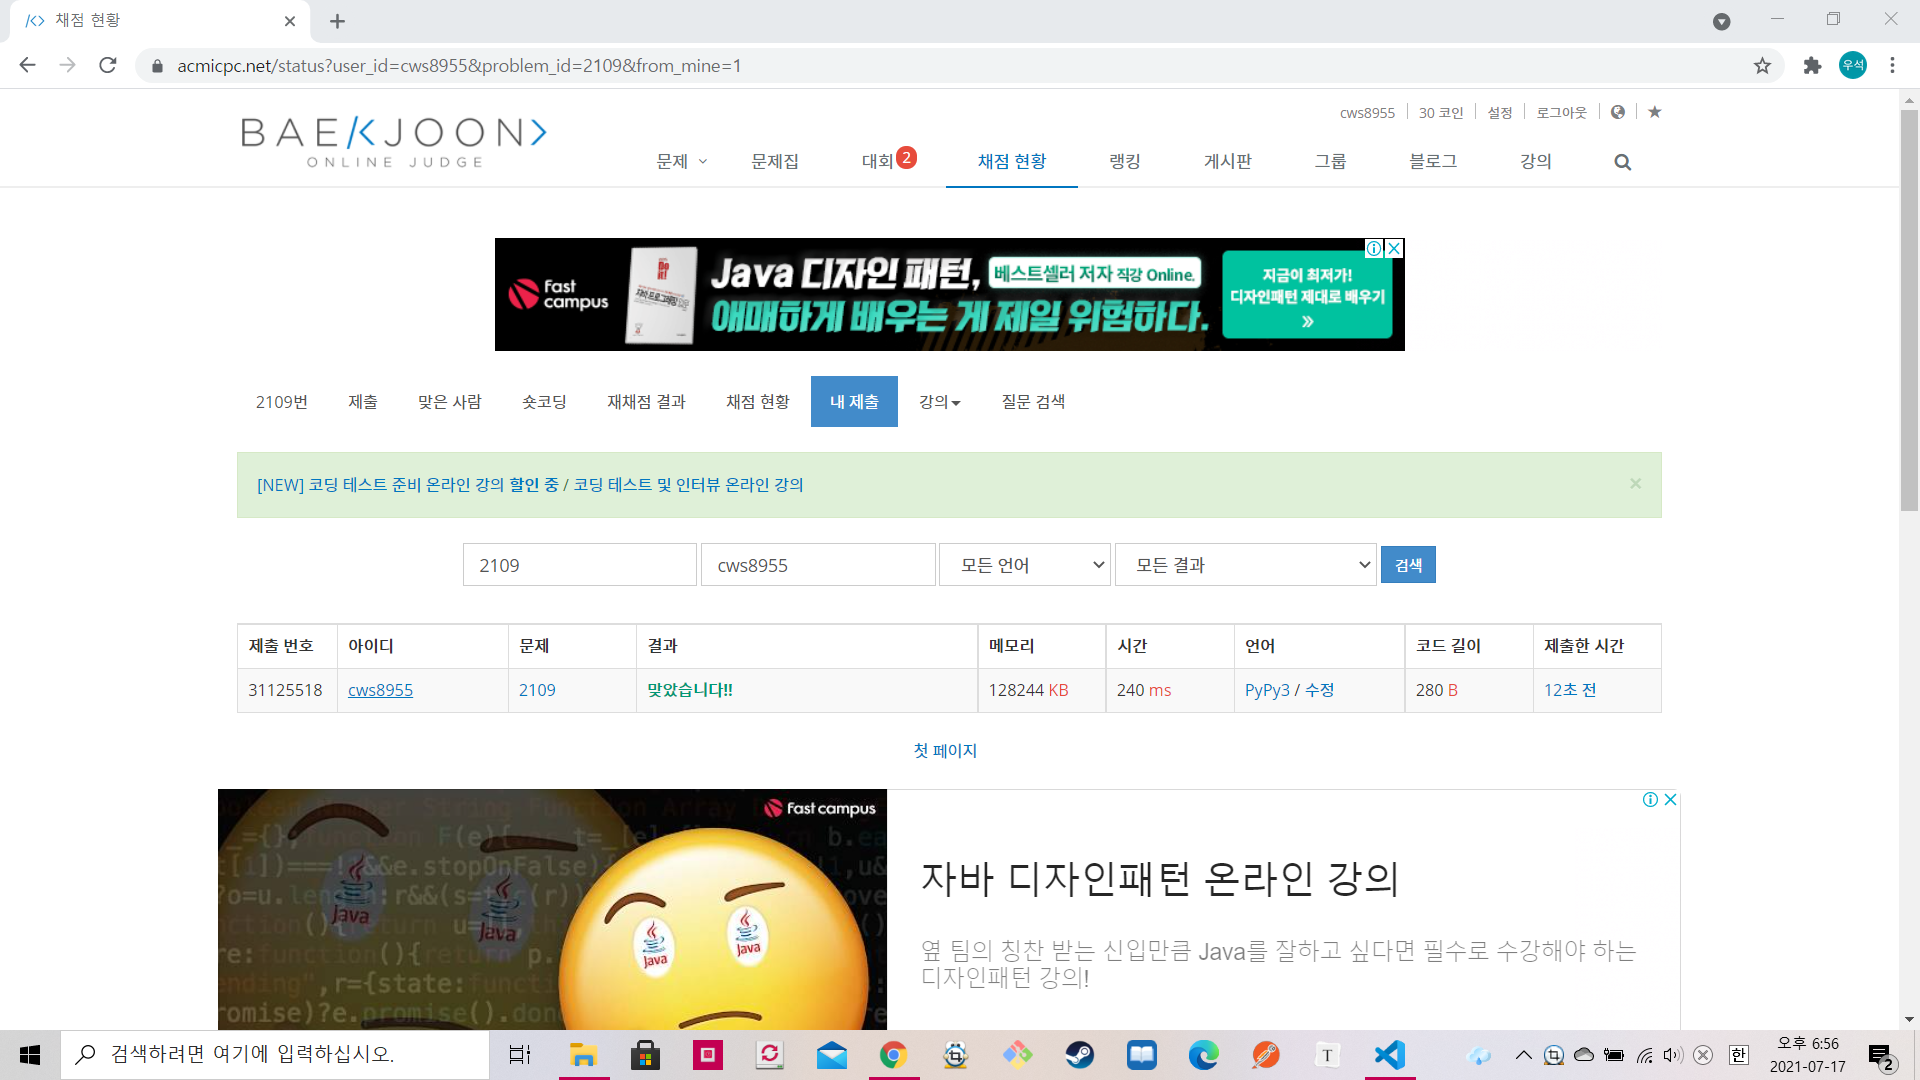 채점 현황
acmicpc.net/status?user_id=cws8955&problem_id=2109&from_mine=1
우석
cws8955 30 코인 설정 로그아웃
BAEKJOON
ONLINE JUDGE
문제 문제집 대회 2 채점 현황 랭킹 게시판 그룹 블로그 강의
Fast campus
Java 디자인 패턴, 베스트셀러 저자 직강 Online.
애매하게 배우는 게 제일 위험하다.
지금이 최저가!
디자인패턴 제대로 배우기
2109번 제출 맞은 사람 숏코딩 재채점 결과 채점 현황 내 제출 강의 질문 검색
[NEW] 코딩 테스트 준비 온라인 강의 할인 중 / 코딩 테스트 및 인터뷰 온라인 강의
2109 cws8955 모든 언어 모든 결과 검색
제출 번호 아이디 문제 결과 메모리 시간 언어 코드 길이 제출한 시간
31125518 cws8955 2109 맞았습니다!! 128244 KB 240 ms PyPy3 / 수정 280 B 12초 전
첫 페이지
Fast campus
Java
Java
Java
Java
자바 디자인패턴 온라인 강의
옆 팀의 칭찬 받는 신입만큼 Java를 잘하고 싶다면 필수로 수강해야 하는
디자인패턴 강의!
검색하려면 여기에 입력하십시오.
한
오후 6:56
2021-07-17
2